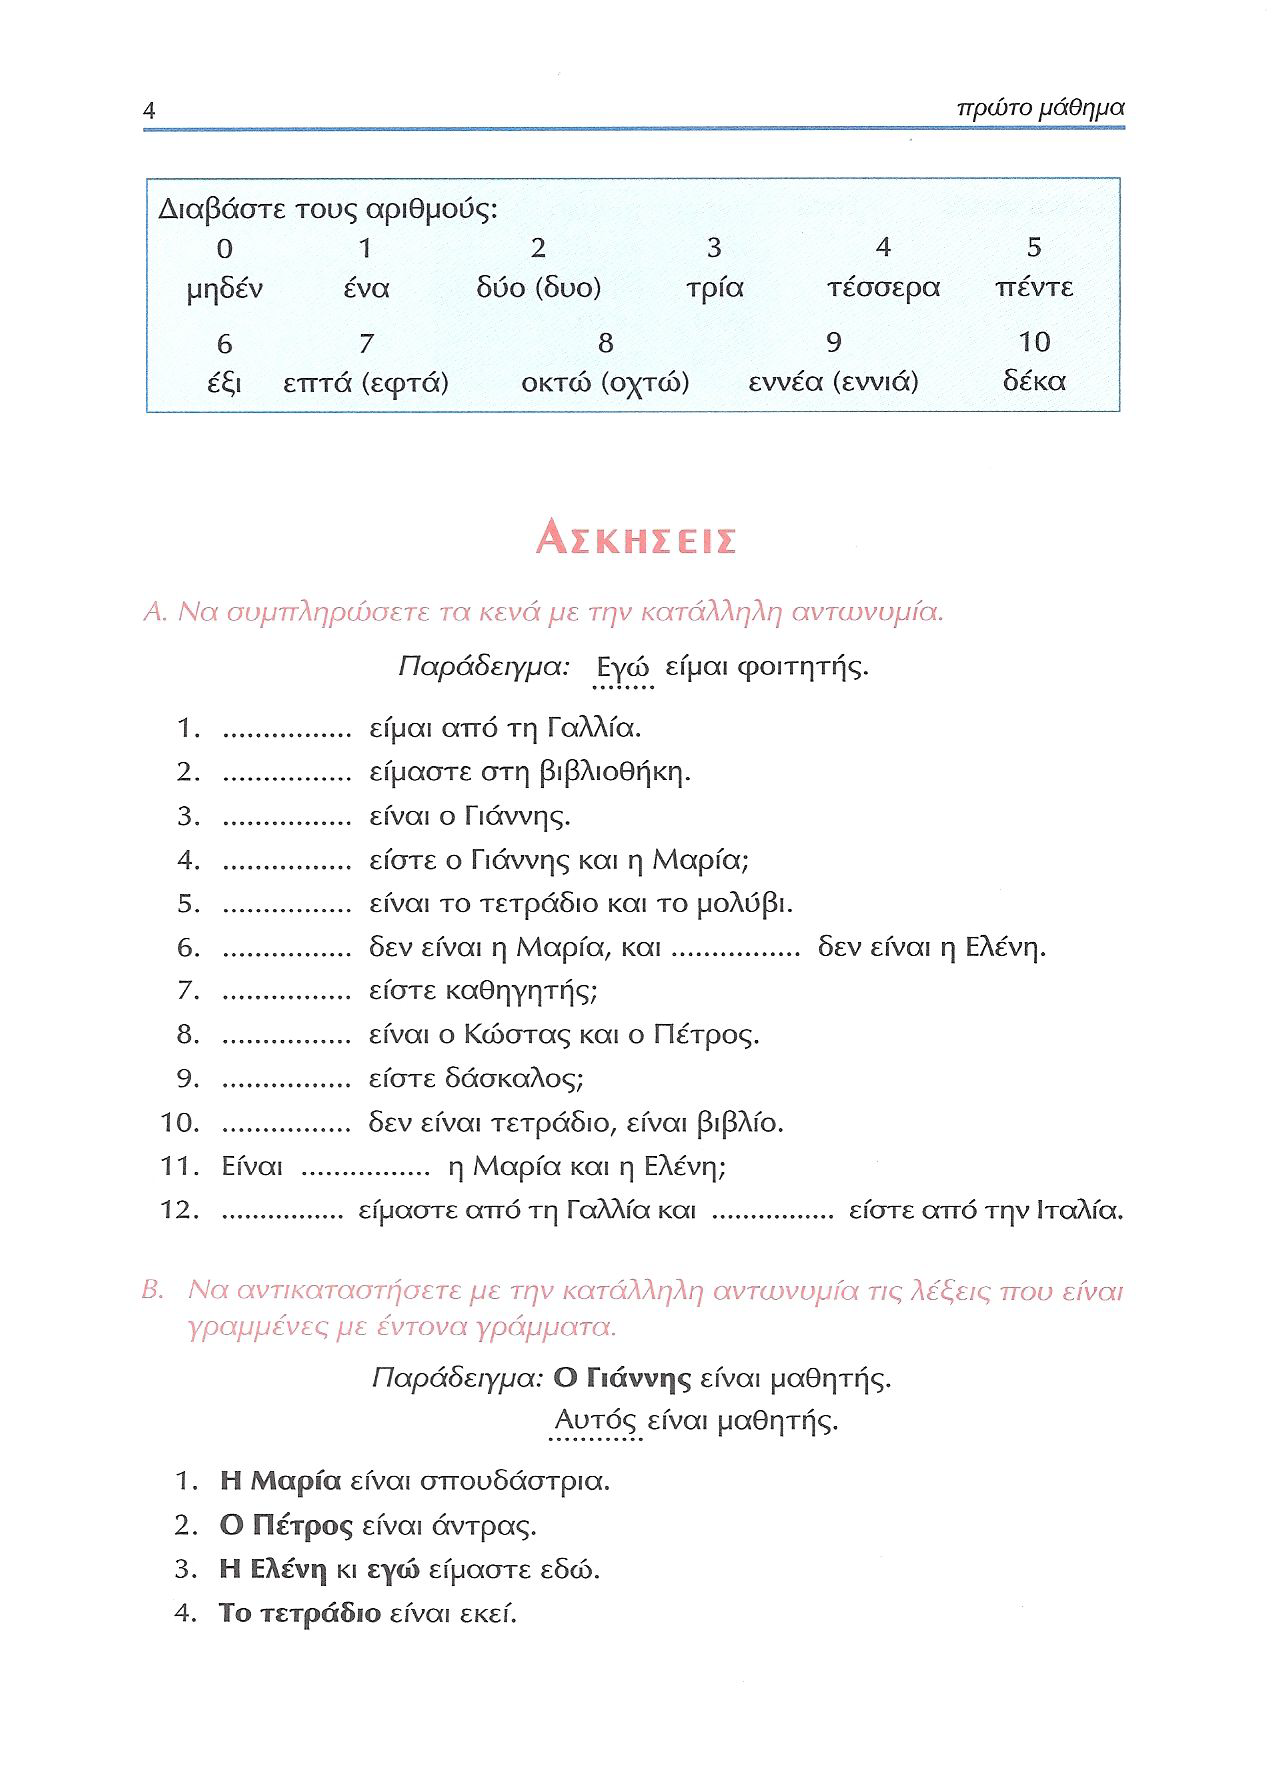 4 πρώτο μάθημα
Διαβάστε τους αριθμούς:
0 1 2 3 4 5
μηδέν ένα δύο (δυο) τρία τέσσερα πέντε
6 7 8 9 10
έξι επτά (εφτά) οκτώ (οχτώ) εννέα (εννιά) δέκα
ΑΣΚΗΣΕΙΣ
Α. Να συμπληρώσετε τα κενά με την κατάλληλη αντωνυμία.
Παράδειγμα: Εγώ είμαι φοιτητής.
1. ................ είμαι από τη Γαλλία.
2. ................ είμαστε στη βιβλιοθήκη.
3. ................ είναι ο Γιάννης.
4. ................ είστε ο Γιάννης και η Μαρία;
5. ................ είναι το τετράδιο και το μολύβι.
6. ................ δεν είναι η Μαρία, και ................ δεν είναι η Ελένη.
7. ................ είστε καθηγητής;
8. ................ είναι ο Κώστας και ο Πέτρος.
9. ................ είστε δάσκαλος;
10. ................ δεν είναι τετράδιο, είναι βιβλίο.
11. Είναι ................ η Μαρία και η Ελένη;
12. ................ είμαστε από τη Γαλλία και ................ είστε από την Ιταλία.
Β. Να αντικαταστήσετε με την κατάλληλη αντωνυμία τις λέξεις που είναι
γραμμένες με έντονα γράμματα.
Παράδειγμα: Ο Γιάννης είναι μαθητής.
Αυτός είναι μαθητής.
1. Η Μαρία είναι σπουδάστρια.
2. Ο Πέτρος είναι άντρας.
3. Η Ελένη κι εγώ είμαστε εδώ.
4. Το τετράδιο είναι εκεί.